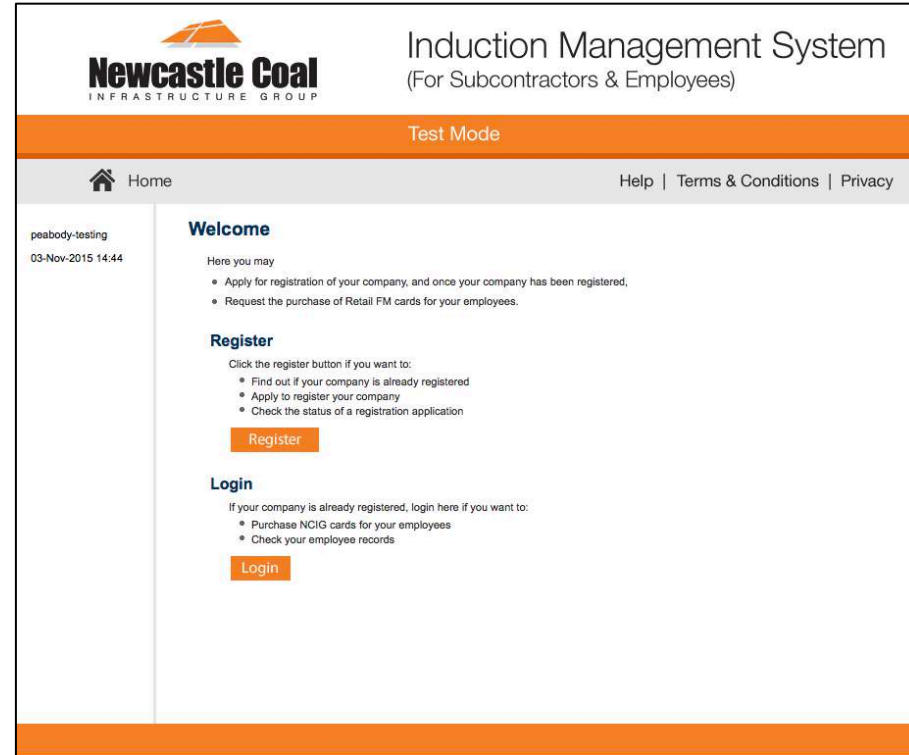 Newcastle Coal
INFRASTRUCTURE GROUP
Induction Management System
(For Subcontractors & Employees)
Test Mode
Home
Help | Terms & Conditions | Privacy
peabody-testing
03-Nov-2015 14:44
Welcome
Here you may
• Apply for registration of your company, and once your company has been registered,
• Request the purchase of Retail FM cards for your employees.
Register
Click the register button if you want to:
• Find out if your company is already registered
• Apply to register your company
• Check the status of a registration application
Register
Login
If your company is already registered, login here if you want to:
• Purchase NCIG cards for your employees
• Check your employee records
Login